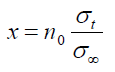 x = n₀ σₜ / σ∞